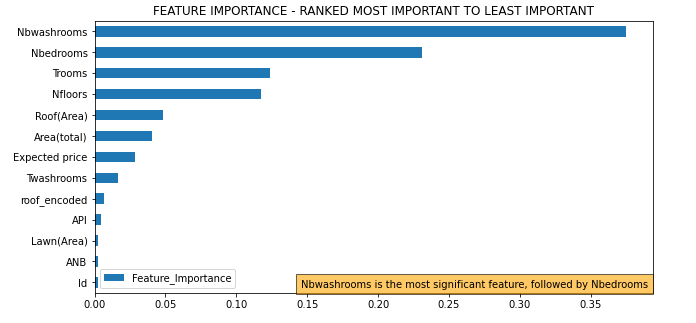 FEATURE IMPORTANCE - RANKED MOST IMPORTANT TO LEAST IMPORTANT
Nbwashrooms
Nbedrooms
Trooms
Nfloors
Roof(Area)
Area(total)
Expected price
Twashrooms
roof_encoded
API
Lawn(Area)
ANB
Id
Feature_Importance
Nbwashrooms is the most significant feature, followed by Nbedrooms
0.00 0.05 0.10 0.15 0.20 0.25 0.30 0.35